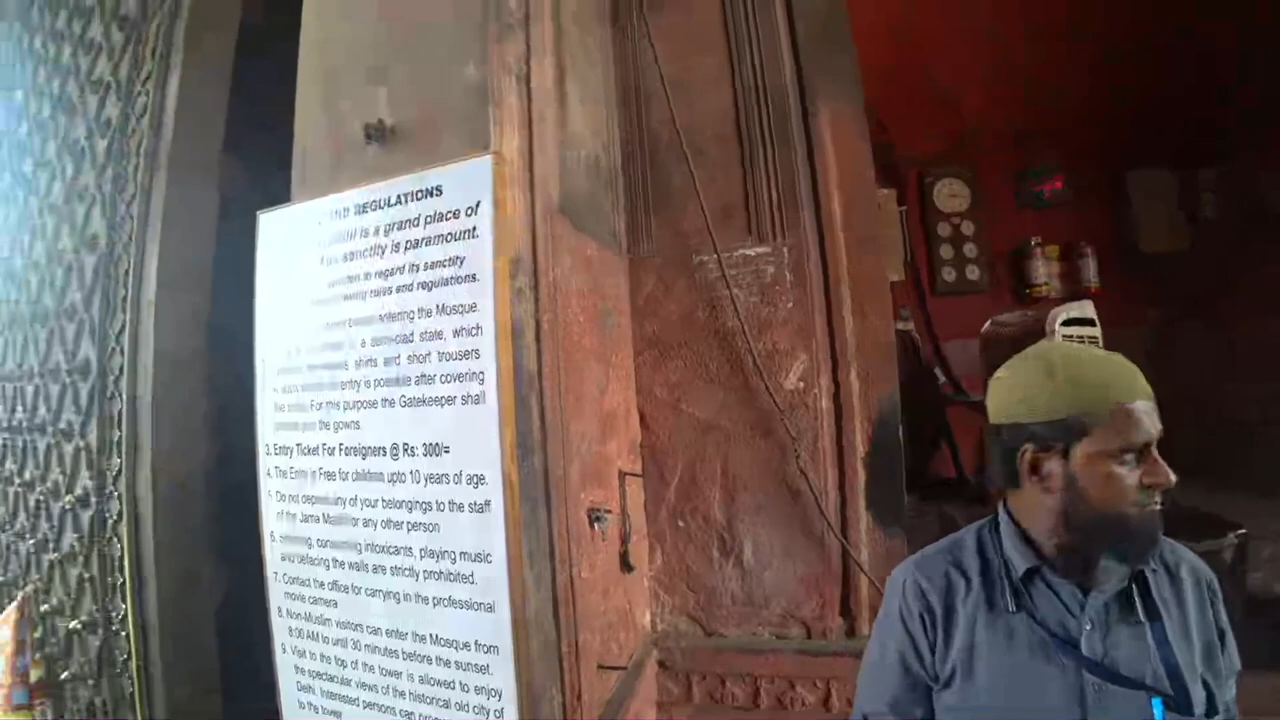 REGULATIONS
is a grand place of
sanctity is paramount.
to regard its sanctity
rules and regulations.
entering the Mosque.
a semi-clad state, which
shirts and short trousers
entry is possible after covering
For this purpose the Gatekeeper shall
the gowns.
3. Entry Ticket For Foreigners @ Rs: 300/=
4. The Entry is Free for children upto 10 years of age.
5. Do not any of your belongings to the staff
of the Jama or any other person
6. intoxicants, playing music
and defacing the walls are strictly prohibited.
7. Contact the office for carrying in the professional
movie camera
8. Non-Muslim visitors can enter the Mosque from
8:00 AM to until 30 minutes before the sunset.
9. Visit to the top of the tower is allowed to enjoy
the spectacular views of the historical old city of
Delhi. Interested persons can
to the